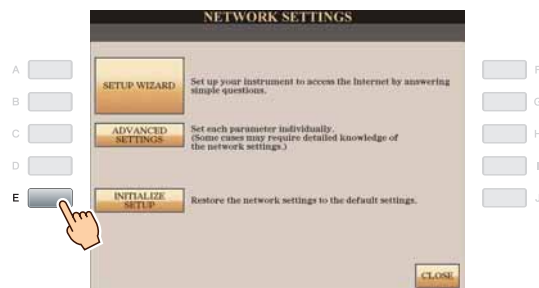 NETWORK SETTINGS
A
F
SETUP WIZARD
Set up your instrument to access the Internet by answering
simple questions.
B
G
C
ADVANCED
SETTINGS
Set each parameter individually.
(Some cases may require detailed knowledge of
the network settings.)
H
D
I
E
INITIALIZE
SETUP
Restore the network settings to the default settings.
J
CLOSE